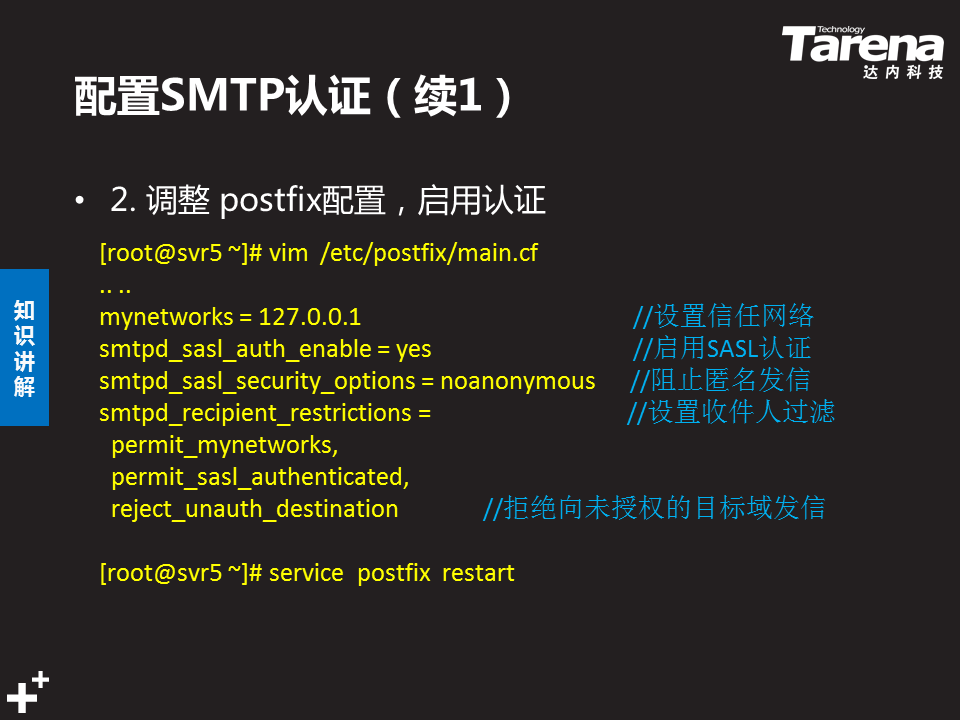 Technology
Tarena
达内科技
配置SMTP认证（续1）
• 2. 调整 postfix配置，启用认证
[root@svr5 ~]# vim /etc/postfix/main.cf
.. ..
mynetworks = 127.0.0.1 //设置信任网络
smtpd_sasl_auth_enable = yes //启用SASL认证
smtpd_sasl_security_options = noanonymous //阻止匿名发信
smtpd_recipient_restrictions = //设置收件人过滤
permit_mynetworks,
permit_sasl_authenticated,
reject_unauth_destination //拒绝向未授权的目标域发信
[root@svr5 ~]# service postfix restart
知
识
讲
解